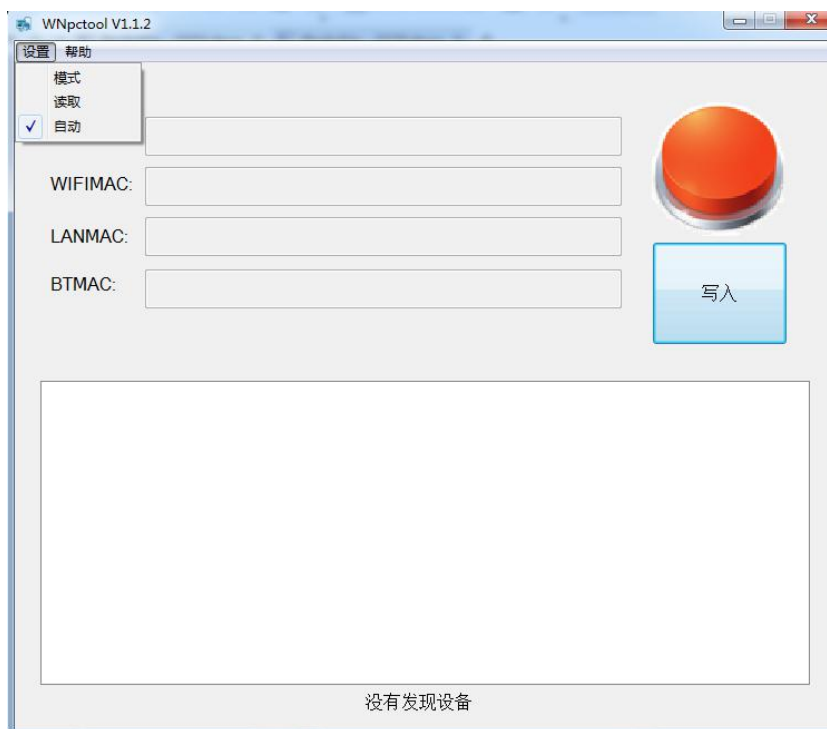 WNpctool V1.1.2
设置 帮助
模式
读取
自动
WIFIMAC:
LANMAC:
BTMAC:
写入
没有发现设备